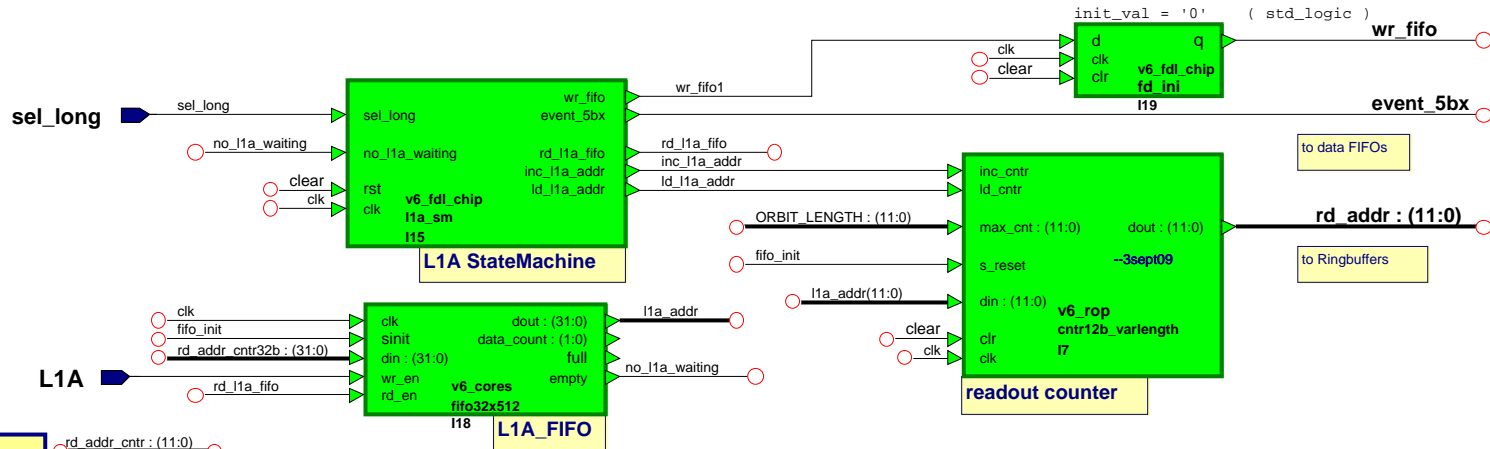 init_val = '0' ( std_logic )
wr_fifo
d q
clk
clk
clear
clr
v6_fdl_chip
fd_ini
I19
wr_fifo
wr_fifo1
sel_long
sel_long
sel_long
event_5bx
event_5bx
no_l1a_waiting
no_l1a_waiting
rd_l1a_fifo
rd_l1a_fifo
to data FIFOs
inc_l1a_addr
inc_l1a_addr
inc_cntr
clear
rst
ld_l1a_addr
ld_l1a_addr
ld_cntr
clk
clk
v6_fdl_chip
l1a_sm
I15
L1A StateMachine
ORBIT_LENGTH : (11:0)
max_cnt : (11:0)
dout : (11:0)
rd_addr : (11:0)
fifo_init
s_reset
--3sept09
to Ringbuffers
l1a_addr(11:0)
din : (11:0)
v6_rop
cntr12b_varlength
I7
clear
clr
clk
clk
readout counter
clk
clk
dout : (31:0)
l1a_addr
fifo_init
sinit
data_count : (1:0)
rd_addr_cntr32b : (31:0)
din : (31:0)
full
L1A
wr_en
empty
no_l1a_waiting
rd_l1a_fifo
rd_en
v6_cores
fifo32x512
I18
L1A_FIFO
rd_addr_cntr : (11:0)